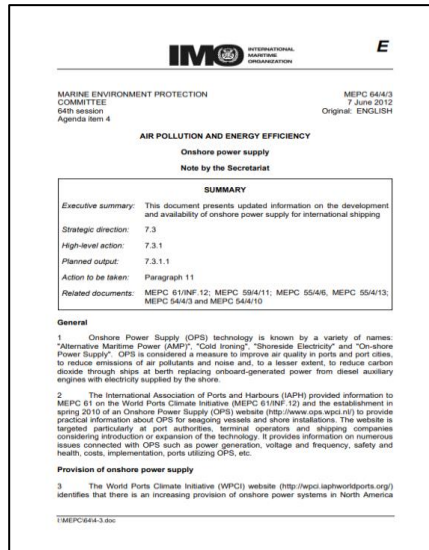 IMO
INTERNATIONAL
MARITIME
ORGANIZATION
E
MARINE ENVIRONMENT PROTECTION
COMMITTEE
64th session
Agenda item 4
MEPC 64/4/3
7 June 2012
Original: ENGLISH
AIR POLLUTION AND ENERGY EFFICIENCY
Onshore power supply
Note by the Secretariat
SUMMARY
Executive summary: This document presents updated information on the development
and availability of onshore power supply for international shipping
Strategic direction: 7.3
High-level action: 7.3.1
Planned output: 7.3.1.1
Action to be taken: Paragraph 11
Related documents: MEPC 61/INF.12; MEPC 59/4/11; MEPC 55/4/6, MEPC 55/4/13;
MEPC 54/4/3 and MEPC 54/4/10
General
1 Onshore Power Supply (OPS) technology is known by a variety of names:
"Alternative Maritime Power (AMP)", "Cold Ironing", "Shoreside Electricity" and "On-shore
Power Supply". OPS is considered a measure to improve air quality in ports and port cities,
to reduce emissions of air pollutants and noise and, to a lesser extent, to reduce carbon
dioxide through ships at berth replacing onboard-generated power from diesel auxiliary
engines with electricity supplied by the shore.
2 The International Association of Ports and Harbours (IAPH) provided information to
MEPC 61 on the World Ports Climate Initiative (MEPC 61/INF.12) and the establishment in
spring 2010 of an Onshore Power Supply (OPS) website (http://www.ops.wpci.nl/) to provide
practical information about OPS for seagoing vessels and shore installations. The website is
targeted particularly at port authorities, terminal operators and shipping companies
considering introduction or expansion of the technology. It provides information on numerous
issues connected with OPS such as power generation, voltage and frequency, safety and
health, costs, implementation, ports utilizing OPS, etc.
Provision of onshore power supply
3 The World Ports Climate Initiative (WPCI) website (http://wpci.iaphworldports.org/)
identifies that there is an increasing provision of onshore power systems in North America
I:\MEPC\64\4-3.doc